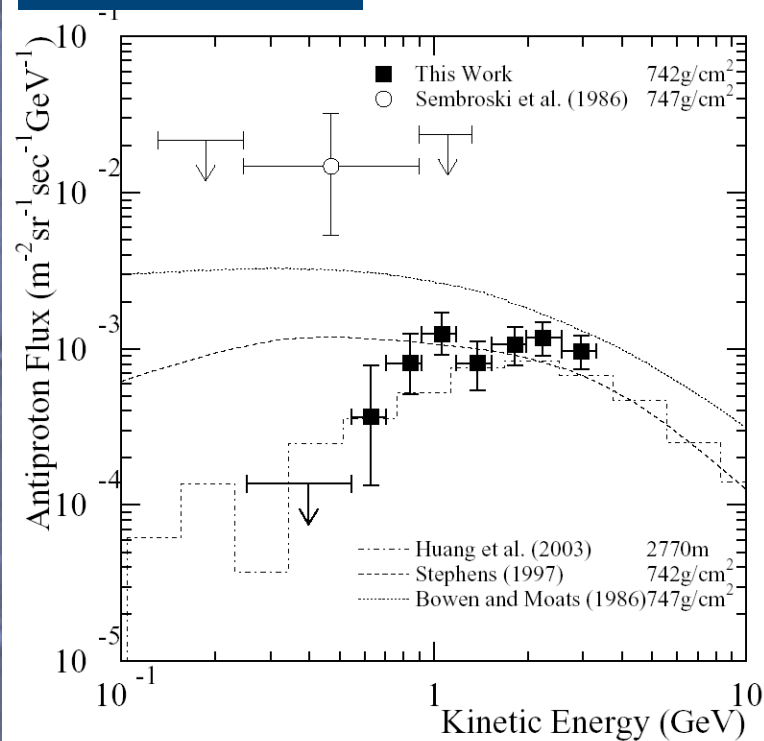 10 -1
This Work 742g/cm2
Sembroski et al. (1986) 747g/cm2
10 -2
10 -3
10 -4
10 -5
Antiproton Flux (m-2sr-1sec-1GeV-1)
Huang et al. (2003) 2770m
Stephens (1997) 742g/cm2
Bowen and Moats (1986) 747g/cm2
10 -1 1 10
Kinetic Energy (GeV)